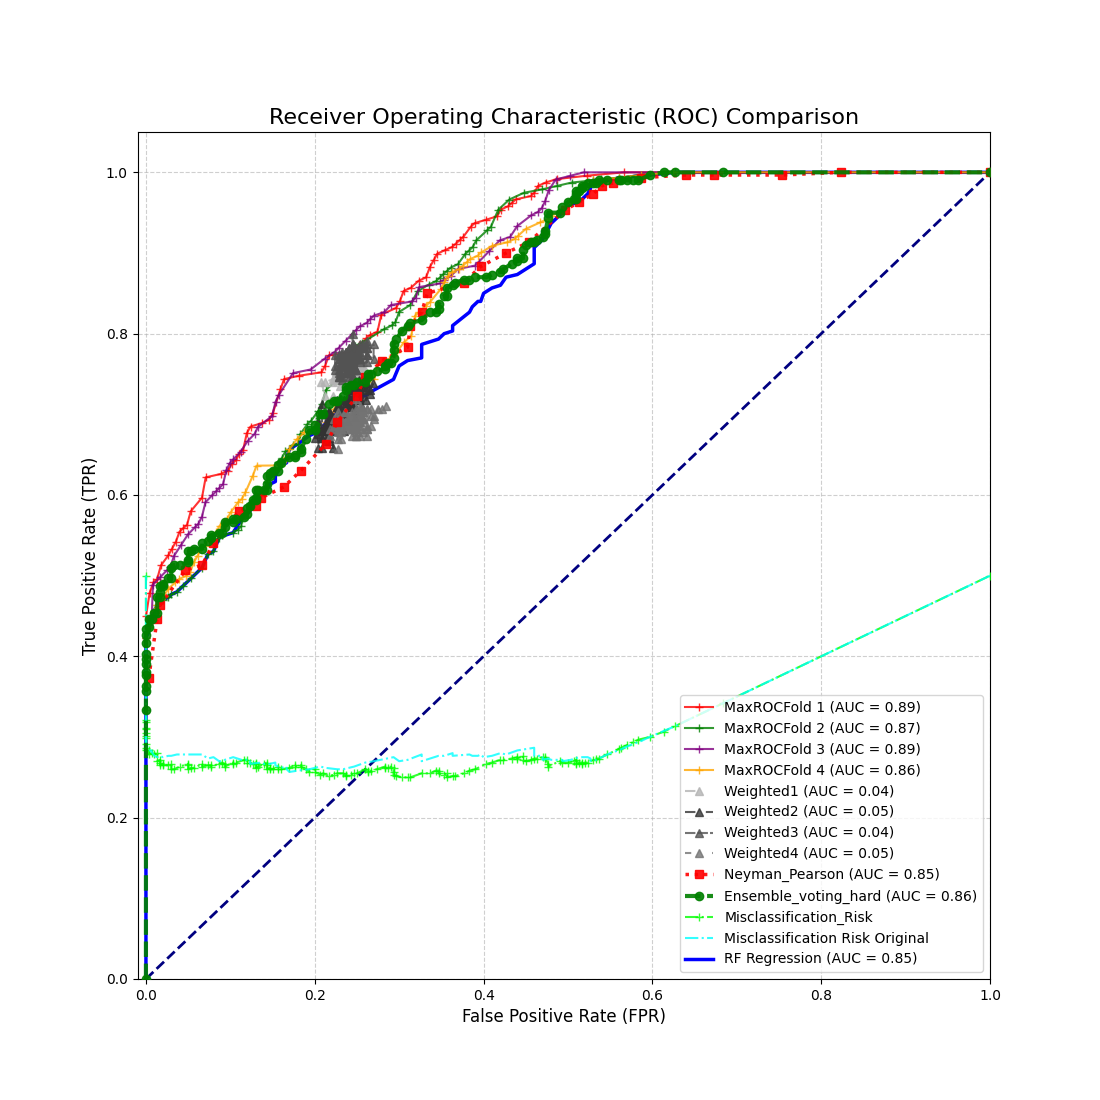 Receiver Operating Characteristic (ROC) Comparison
True Positive Rate (TPR)
1.0
0.8
0.6
0.4
0.2
0.0
MaxROCFold 1 (AUC = 0.89)
MaxROCFold 2 (AUC = 0.87)
MaxROCFold 3 (AUC = 0.89)
MaxROCFold 4 (AUC = 0.86)
Weighted1 (AUC = 0.04)
Weighted2 (AUC = 0.05)
Weighted3 (AUC = 0.04)
Weighted4 (AUC = 0.05)
Neyman_Pearson (AUC = 0.85)
Ensemble_voting_hard (AUC = 0.86)
Misclassification_Risk
Misclassification Risk Original
RF Regression (AUC = 0.85)
0.0 0.2 0.4 0.6 0.8 1.0
False Positive Rate (FPR)